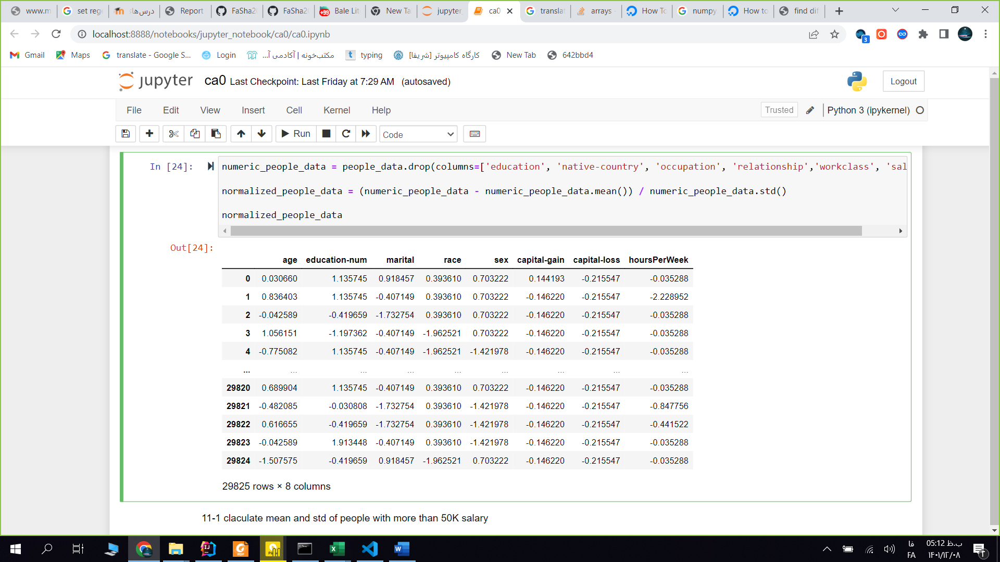 www.m
set reg
درس‌ها
Report
FaSha2
FaSha2
Bale Lit
New Ta
jupyter
ca0
translat
arrays -
How To
numpy
How to
find dif
localhost:8888/notebooks/jupyter_notebook/ca0/ca0.ipynb
3
Gmail
Maps
translate - Google S...
Login
مکتب‌خونه | آکادمی آ...
typing
کارگاه کامپیوتر [شریفا]
New Tab
642bbd4
jupyter ca0 Last Checkpoint: Last Friday at 7:29 AM (autosaved)
Logout
File Edit View Insert Cell Kernel Help
Trusted
Python 3 (ipykernel)
Run
Code
In [24]:
numeric_people_data = people_data.drop(columns=['education', 'native-country', 'occupation', 'relationship','workclass', 'sal
normalized_people_data = (numeric_people_data - numeric_people_data.mean()) / numeric_people_data.std()
normalized_people_data
Out[24]:
age education-num marital race sex capital-gain capital-loss hoursPerWeek
0 0.030660 1.135745 0.918457 0.393610 0.703222 0.144193 -0.215547 -0.035288
1 0.836403 1.135745 -0.407149 0.393610 0.703222 -0.146220 -0.215547 -2.228952
2 -0.042589 -0.419659 -1.732754 0.393610 0.703222 -0.146220 -0.215547 -0.035288
3 1.056151 -1.197362 -0.407149 -1.962521 0.703222 -0.146220 -0.215547 -0.035288
4 -0.775082 1.135745 -0.407149 -1.962521 -1.421978 -0.146220 -0.215547 -0.035288
... ... ... ... ... ... ... ... ...
29820 0.689904 1.135745 -0.407149 0.393610 0.703222 -0.146220 -0.215547 -0.035288
29821 -0.482085 -0.030808 -1.732754 0.393610 -1.421978 -0.146220 -0.215547 -0.847756
29822 0.616655 -0.419659 -1.732754 0.393610 -1.421978 -0.146220 -0.215547 -0.441522
29823 -0.042589 1.913448 -0.407149 0.393610 -1.421978 -0.146220 -0.215547 -0.035288
29824 -1.507575 -0.419659 0.918457 -1.962521 0.703222 -0.146220 -0.215547 -0.035288
29825 rows × 8 columns
11-1 claculate mean and std of people with more than 50K salary
فا
FA
05:12 ب.ظ
۱۴۰۱/۱۲/۰۸
۲